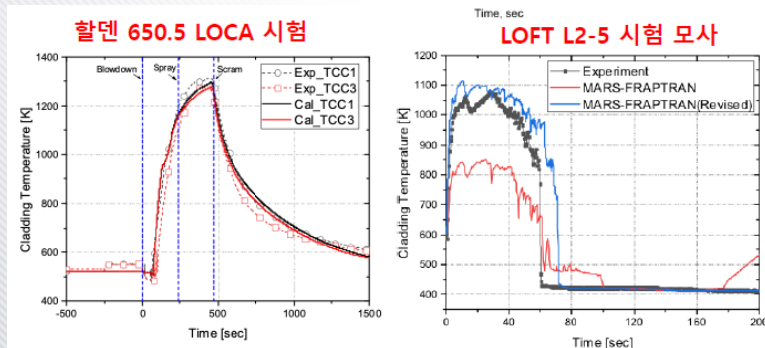 할덴 650.5 LOCA 시험
Cladding Temperature [K]
1400
1200
1000
800
600
400
Blowdown
Spray
Scram
Exp_TCC1
Exp_TCC3
Cal_TCC1
Cal_TCC3
-500
0
500
1000
1500
Time [sec]
Time, sec
LOFT L2-5 시험 모사
Cladding Temperature [K]
1200
1100
1000
900
800
700
600
500
400
Experiment
MARS-FRAPTRAN
MARS-FRAPTRAN(Revised)
0
40
80
120
160
200
Time [sec]